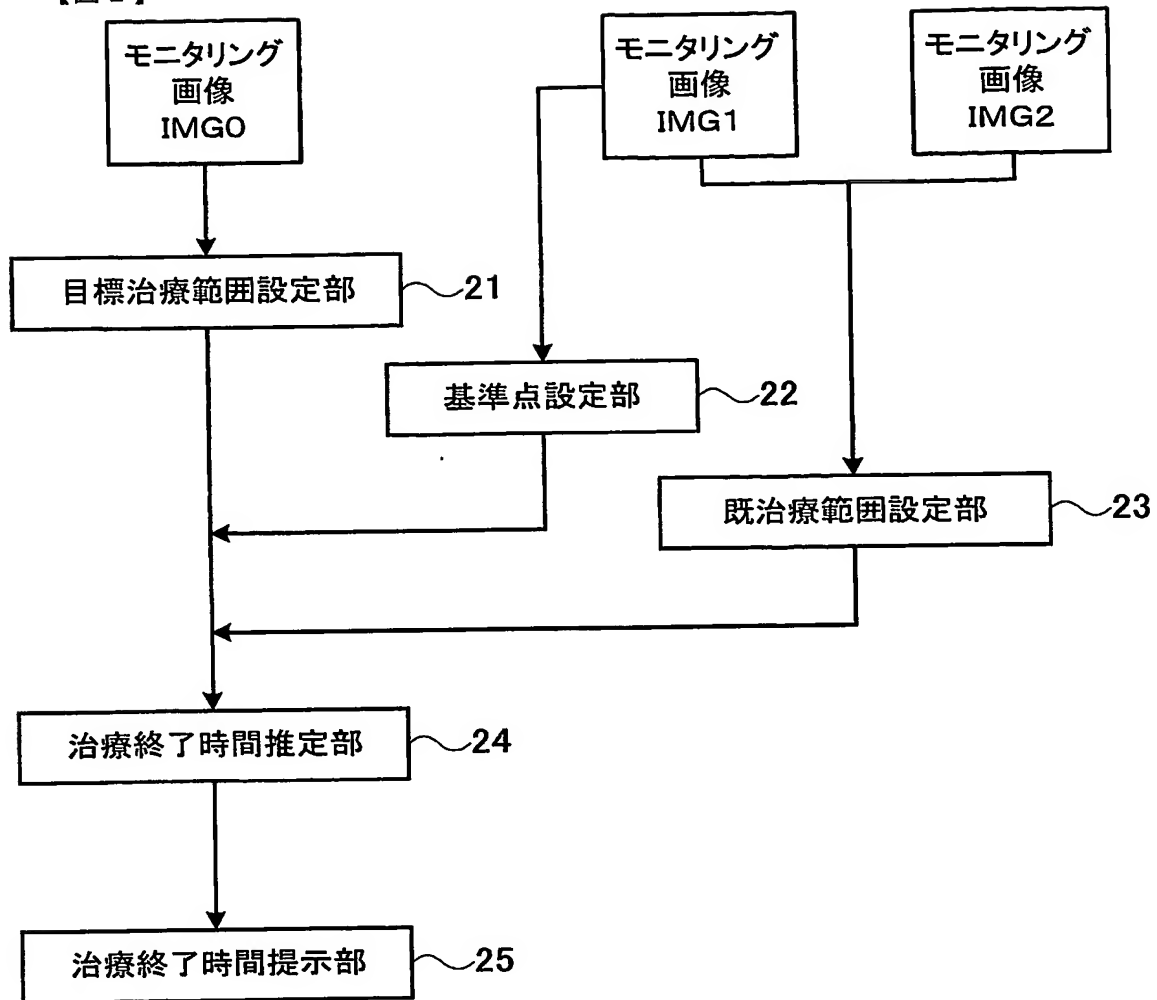 モニタリング
画像
IMG0
モニタリング
画像
IMG1
モニタリング
画像
IMG2
目標治療範囲設定部 21
基準点設定部 22
既治療範囲設定部 23
治療終了時間推定部 24
治療終了時間提示部 25